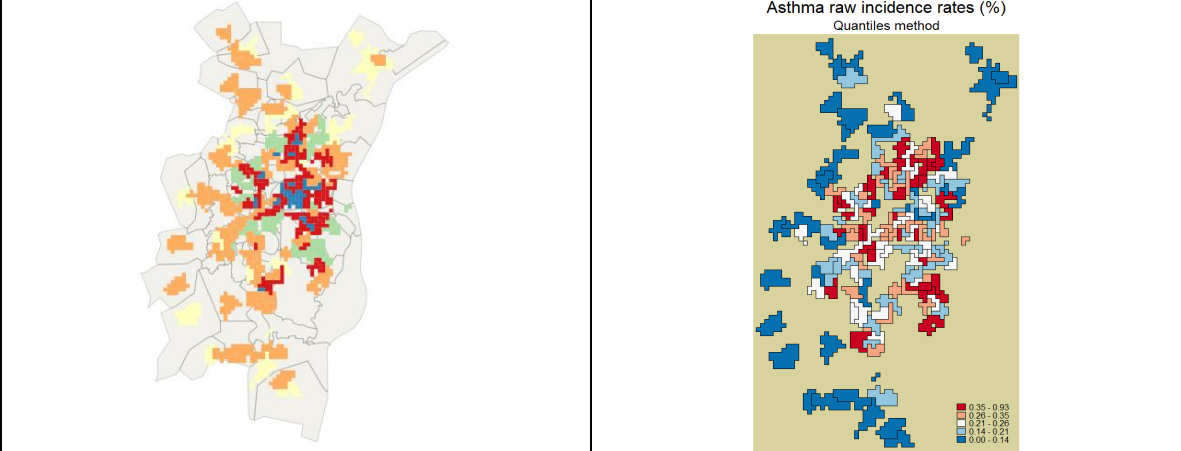 Asthma raw incidence rates (%)
Quantiles method
0.35 - 0.93
0.26 - 0.35
0.21 - 0.26
0.14 - 0.21
0.00 - 0.14